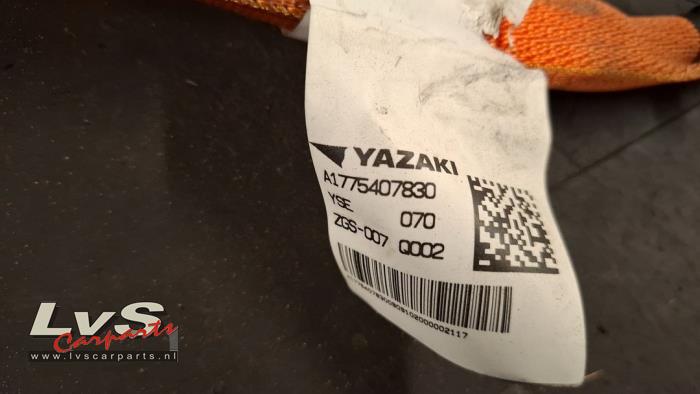 YAZAKI
A1775407830
YSE 070
ZGS-007 Q002
LvS
Carparts
www.lvscarparts.nl